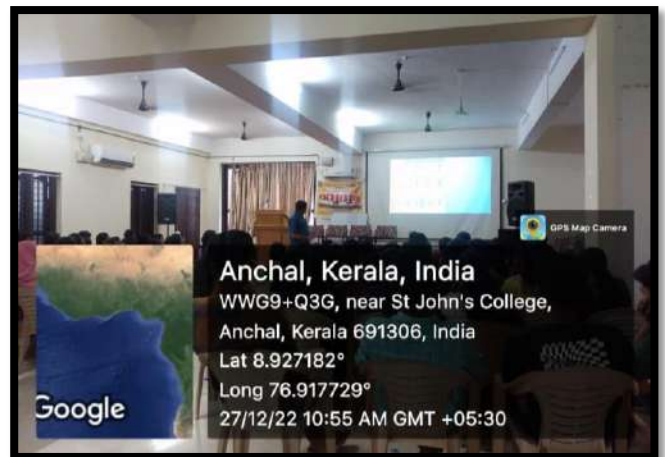 GPS Map Camera
Anchal, Kerala, India
WWG9+Q3G, near St John's College,
Anchal, Kerala 691306, India
Lat 8.927182°
Long 76.917729°
27/12/22 10:55 AM GMT +05:30
Google